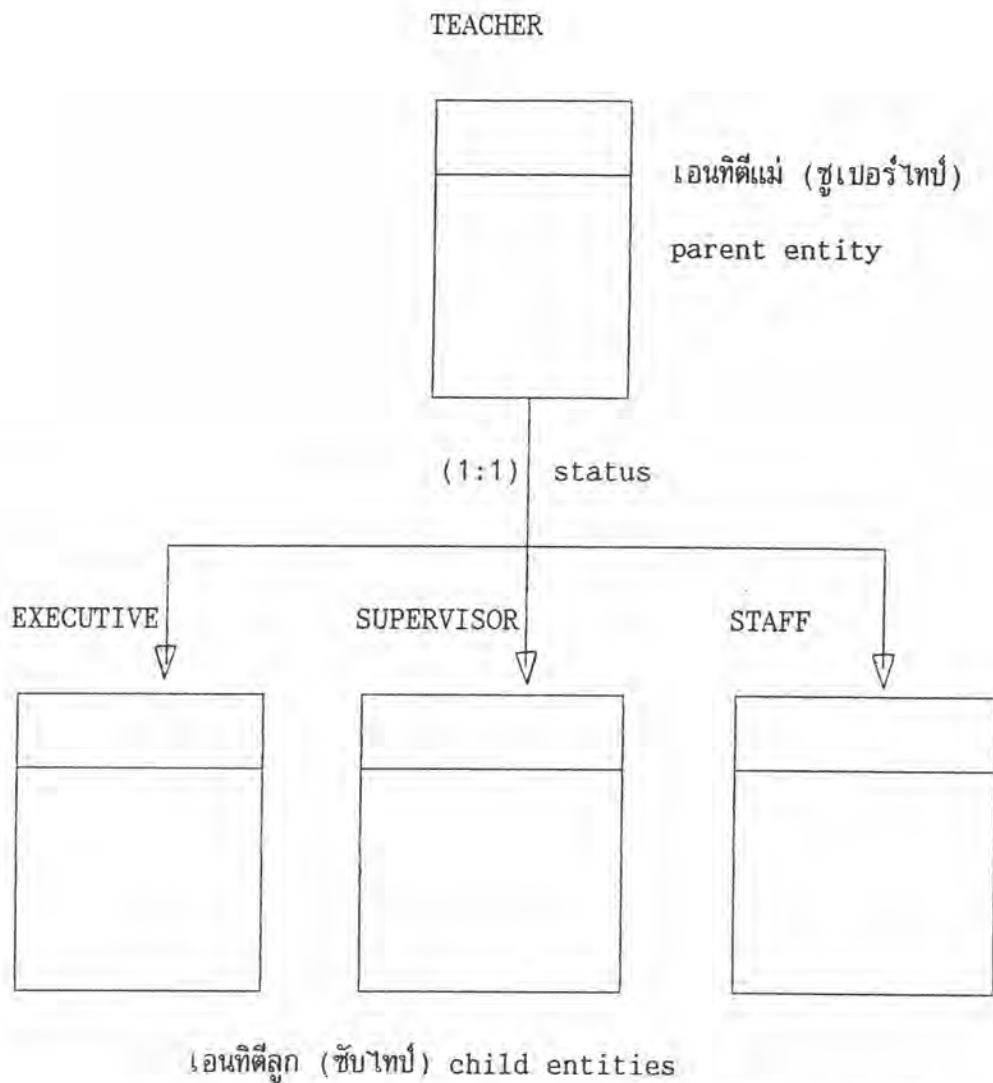 TEACHER
เอนทิตีแม่ (ซูเปอร์ไทป์)
parent entity
(1:1) status
EXECUTIVE
SUPERVISOR
STAFF
เอนทิตีลูก (ซับไทป์) child entities